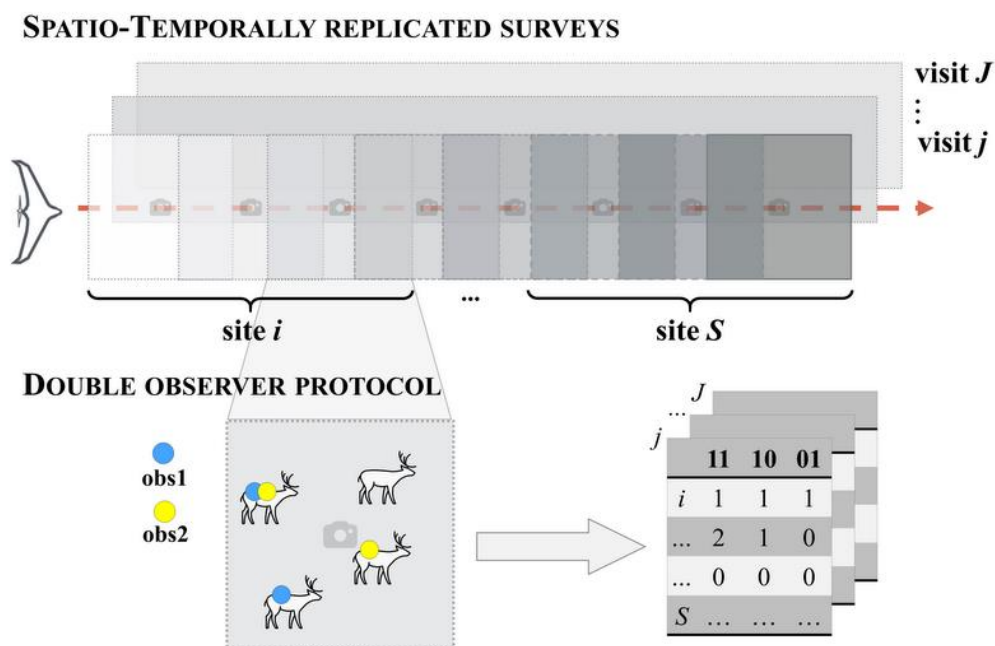 SPATIO-TEMPORALLY REPLICATED SURVEYS
visit J
⋮
visit j
site i
...
site S
DOUBLE OBSERVER PROTOCOL
obs1
obs2
J
...
j
11 10 01
i 1 1 1
... 2 1 0
... 0 0 0
S ... ... ...